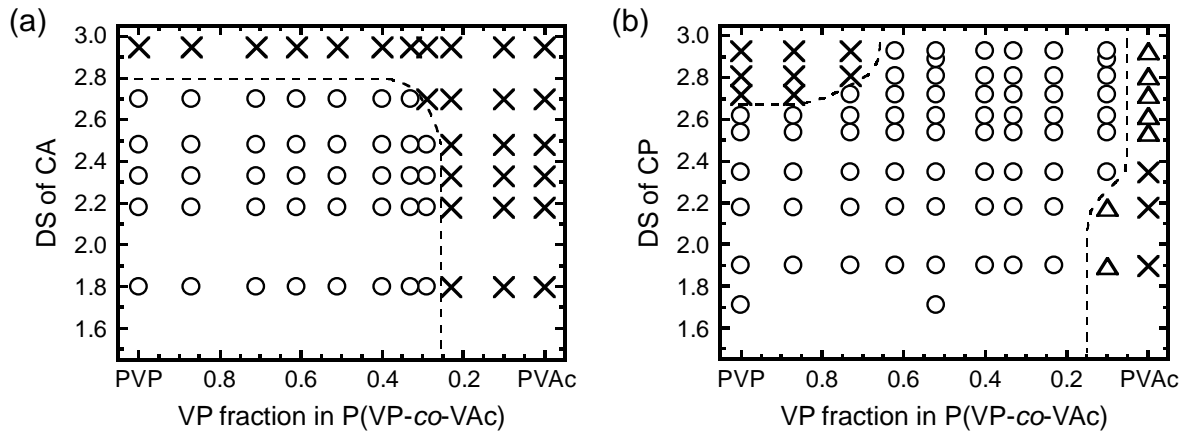 (a)
3.0
2.8
2.6
2.4
2.2
2.0
1.8
1.6
DS of CA
PVP 0.8 0.6 0.4 0.2 PVAc
VP fraction in P(VP-co-VAc)
(b)
3.0
2.8
2.6
2.4
2.2
2.0
1.8
1.6
DS of CP
PVP 0.8 0.6 0.4 0.2 PVAc
VP fraction in P(VP-co-VAc)